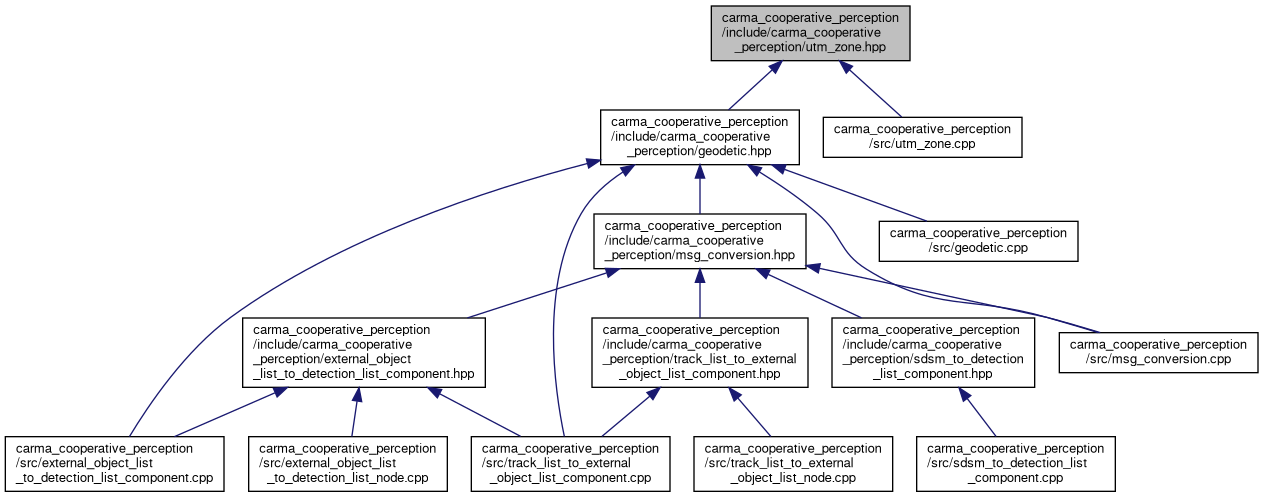 carma_cooperative_perception
/include/carma_cooperative
_perception/utm_zone.hpp
carma_cooperative_perception
/include/carma_cooperative
_perception/geodetic.hpp
carma_cooperative_perception
/src/utm_zone.cpp
carma_cooperative_perception
/include/carma_cooperative
_perception/msg_conversion.hpp
carma_cooperative_perception
/src/geodetic.cpp
carma_cooperative_perception
/include/carma_cooperative
_perception/external_object
_list_to_detection_list_component.hpp
carma_cooperative_perception
/include/carma_cooperative
_perception/track_list_to_external
_object_list_component.hpp
carma_cooperative_perception
/include/carma_cooperative
_perception/sdsm_to_detection
_list_component.hpp
carma_cooperative_perception
/src/msg_conversion.cpp
carma_cooperative_perception
/src/external_object_list
_to_detection_list_component.cpp
carma_cooperative_perception
/src/external_object_list
_to_detection_list_node.cpp
carma_cooperative_perception
/src/track_list_to_external
_object_list_component.cpp
carma_cooperative_perception
/src/track_list_to_external
_object_list_node.cpp
carma_cooperative_perception
/src/sdsm_to_detection_list
_component.cpp